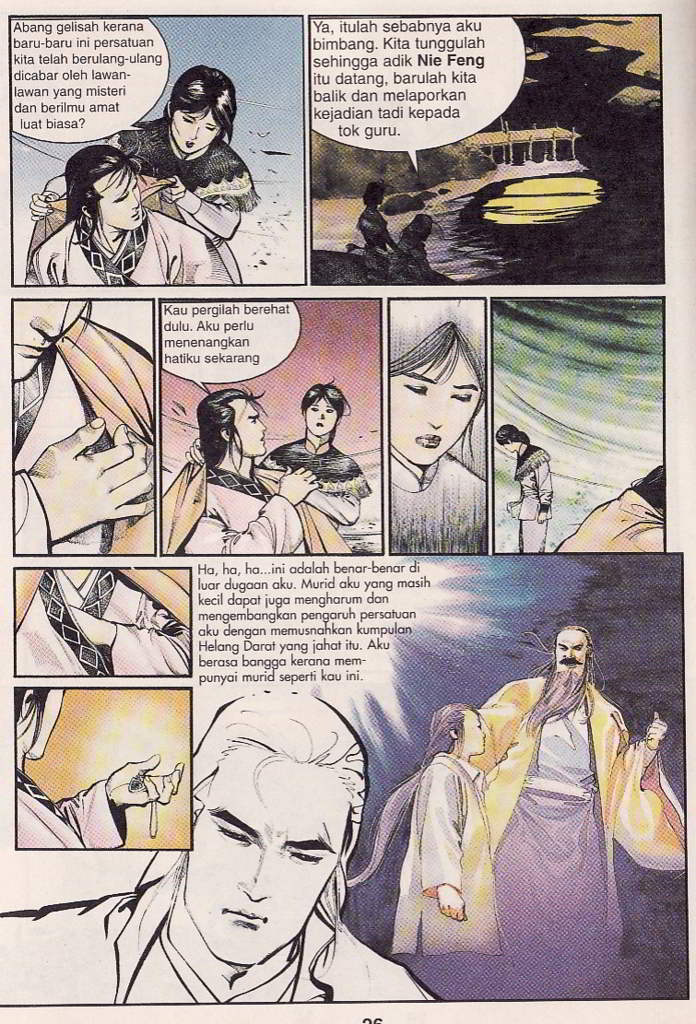 Abang gelisah kerana
baru-baru ini persatuan
kita telah berulang-ulang
dicabar oleh lawan-
lawan yang misteri
dan berilmu amat
luat biasa?
Ya, itulah sebabnya aku
bimbang. Kita tunggulah
sehingga adik Nie Feng
itu datang, barulah kita
balik dan melaporkan
kejadian tadi kepada
tok guru.
Kau pergilah berehat
dulu. Aku perlu
menenangkan
hatiku sekarang
Ha, ha, ha...ini adalah benar-benar di
luar dugaan aku. Murid aku yang masih
kecil dapat juga mengharum dan
mengembangkan pengaruh persatuan
aku dengan memusnahkan kumpulan
Helang Darat yang jahat itu. Aku
berasa bangga kerana mem-
punyai murid seperti kau ini.
26